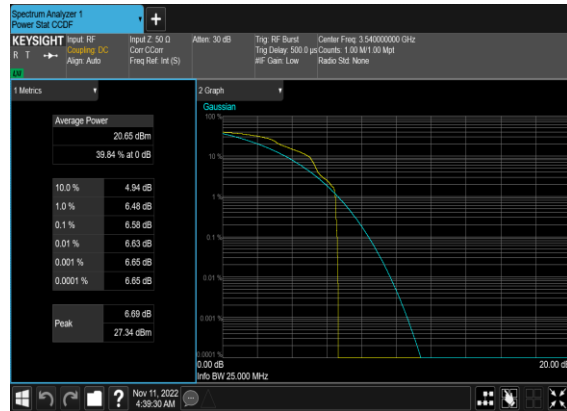 Spectrum Analyzer 1
Power Stat CCDF
KEYSIGHT
R T
LV
Input: RF
Coupling: DC
Align: Auto
Input Z: 50 Ω
Corr CCorr
Freq Ref: Int (S)
Atten: 30 dB
Trig: RF Burst
Trig Delay: 500.0 µs
#IF Gain: Low
Center Freq: 3.540000000 GHz
Counts: 1.00 M/1.00 Mpt
Radio Std: None
1 Metrics
Average Power
20.65 dBm
39.84 % at 0 dB
10.0 % 4.94 dB
1.0 % 6.48 dB
0.1 % 6.58 dB
0.01 % 6.63 dB
0.001 % 6.65 dB
0.0001 % 6.65 dB
Peak
6.69 dB
27.34 dBm
2 Graph
Gaussian
100 %
10 %
1 %
0.1 %
0.01 %
0.001 %
0.0001 %
0.00 dB
20.00 dB
Info BW 25.000 MHz
?
Nov 11, 2022
4:39:30 AM